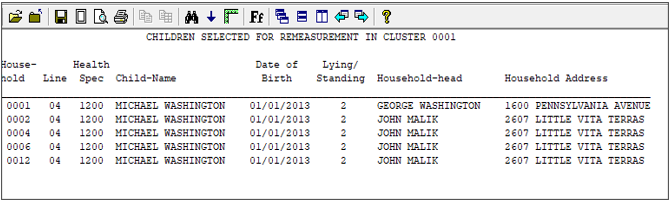 Ff ?
CHILDREN SELECTED FOR REMEASUREMENT IN CLUSTER 0001
House- Health Date of Lying/
hold Line Spec Child-Name Birth Standing Household-head Household Address
0001 04 1200 MICHAEL WASHINGTON 01/01/2013 2 GEORGE WASHINGTON 1600 PENNSYLVANIA AVENUE
0002 04 1200 MICHAEL WASHINGTON 01/01/2013 2 JOHN MALIK 2607 LITTLE VITA TERRAS
0004 04 1200 MICHAEL WASHINGTON 01/01/2013 2 JOHN MALIK 2607 LITTLE VITA TERRAS
0006 04 1200 MICHAEL WASHINGTON 01/01/2013 2 JOHN MALIK 2607 LITTLE VITA TERRAS
0012 04 1200 MICHAEL WASHINGTON 01/01/2013 2 JOHN MALIK 2607 LITTLE VITA TERRAS